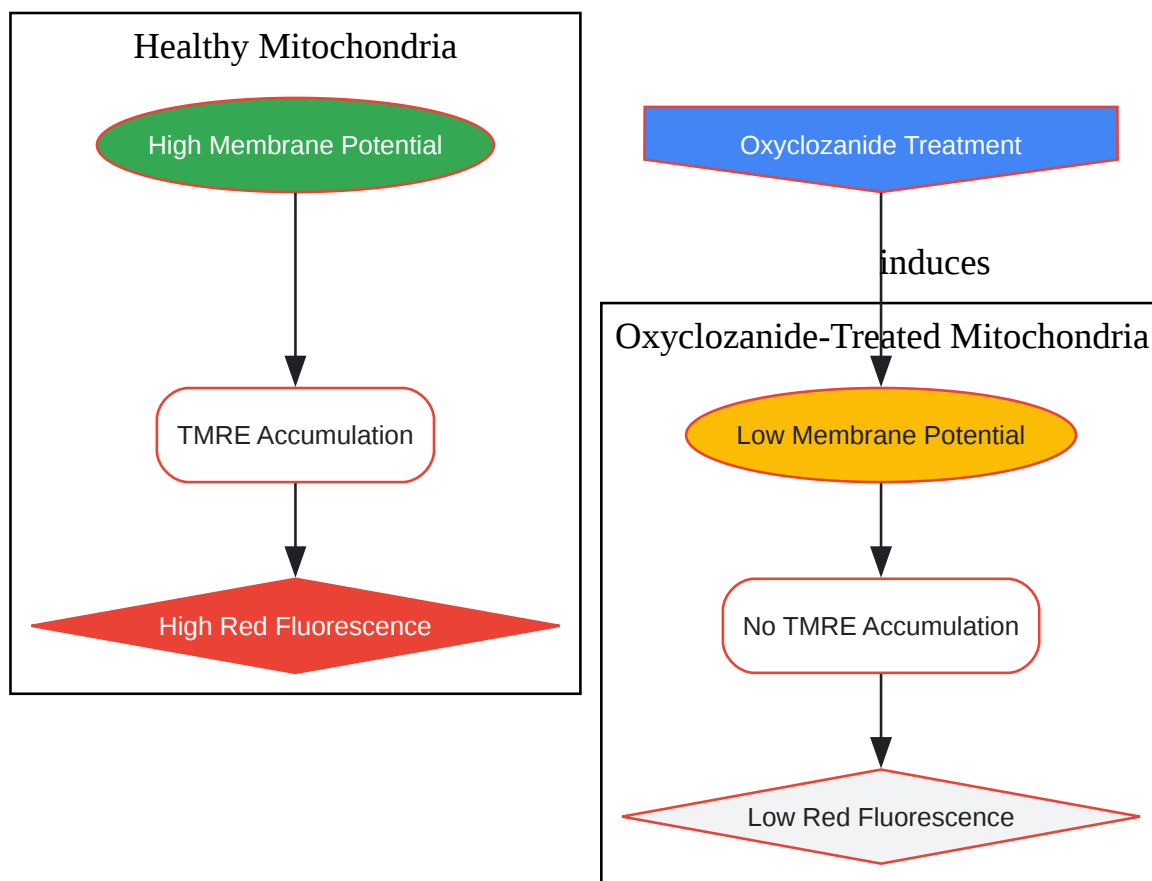 Healthy Mitochondria
High Membrane Potential
TMRE Accumulation
High Red Fluorescence
Oxyclozanide Treatment
induces
Oxyclozanide-Treated Mitochondria
Low Membrane Potential
No TMRE Accumulation
Low Red Fluorescence